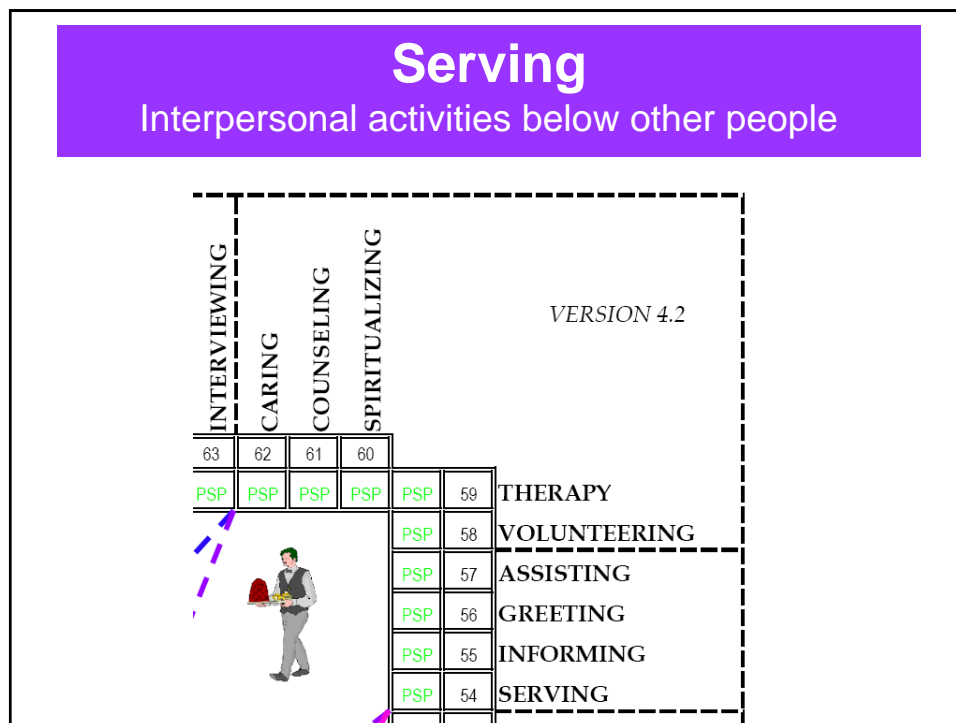 Serving
Interpersonal activities below other people
VERSION 4.2
INTERVIEWING
CARING
COUNSELING
SPIRITUALIZING
63 62 61 60
PSP PSP PSP PSP PSP 59 THERAPY
PSP 58 VOLUNTEERING
PSP 57 ASSISTING
PSP 56 GREETING
PSP 55 INFORMING
PSP 54 SERVING